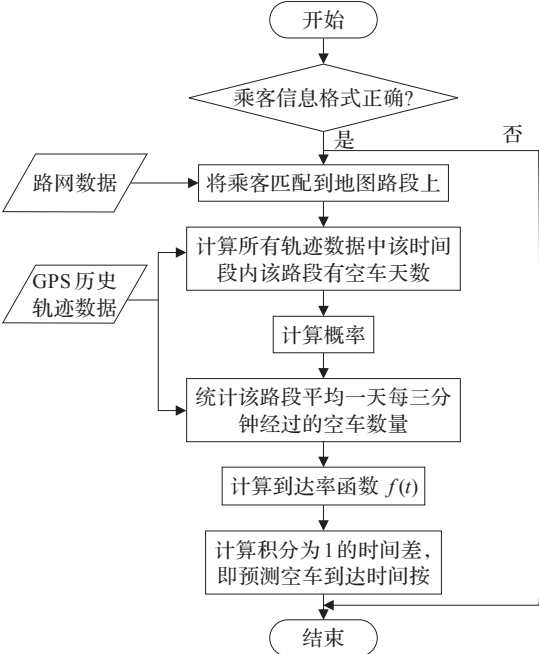 开始
乘客信息格式正确?
是
否
路网数据
将乘客匹配到地图路段上
计算所有轨迹数据中该时间
段内该路段有空车天数
GPS历史
轨迹数据
计算概率
统计该路段平均一天每三分
钟经过的空车数量
计算到达率函数 f(t)
计算积分为1的时间差，
即预测空车到达时间按
结束